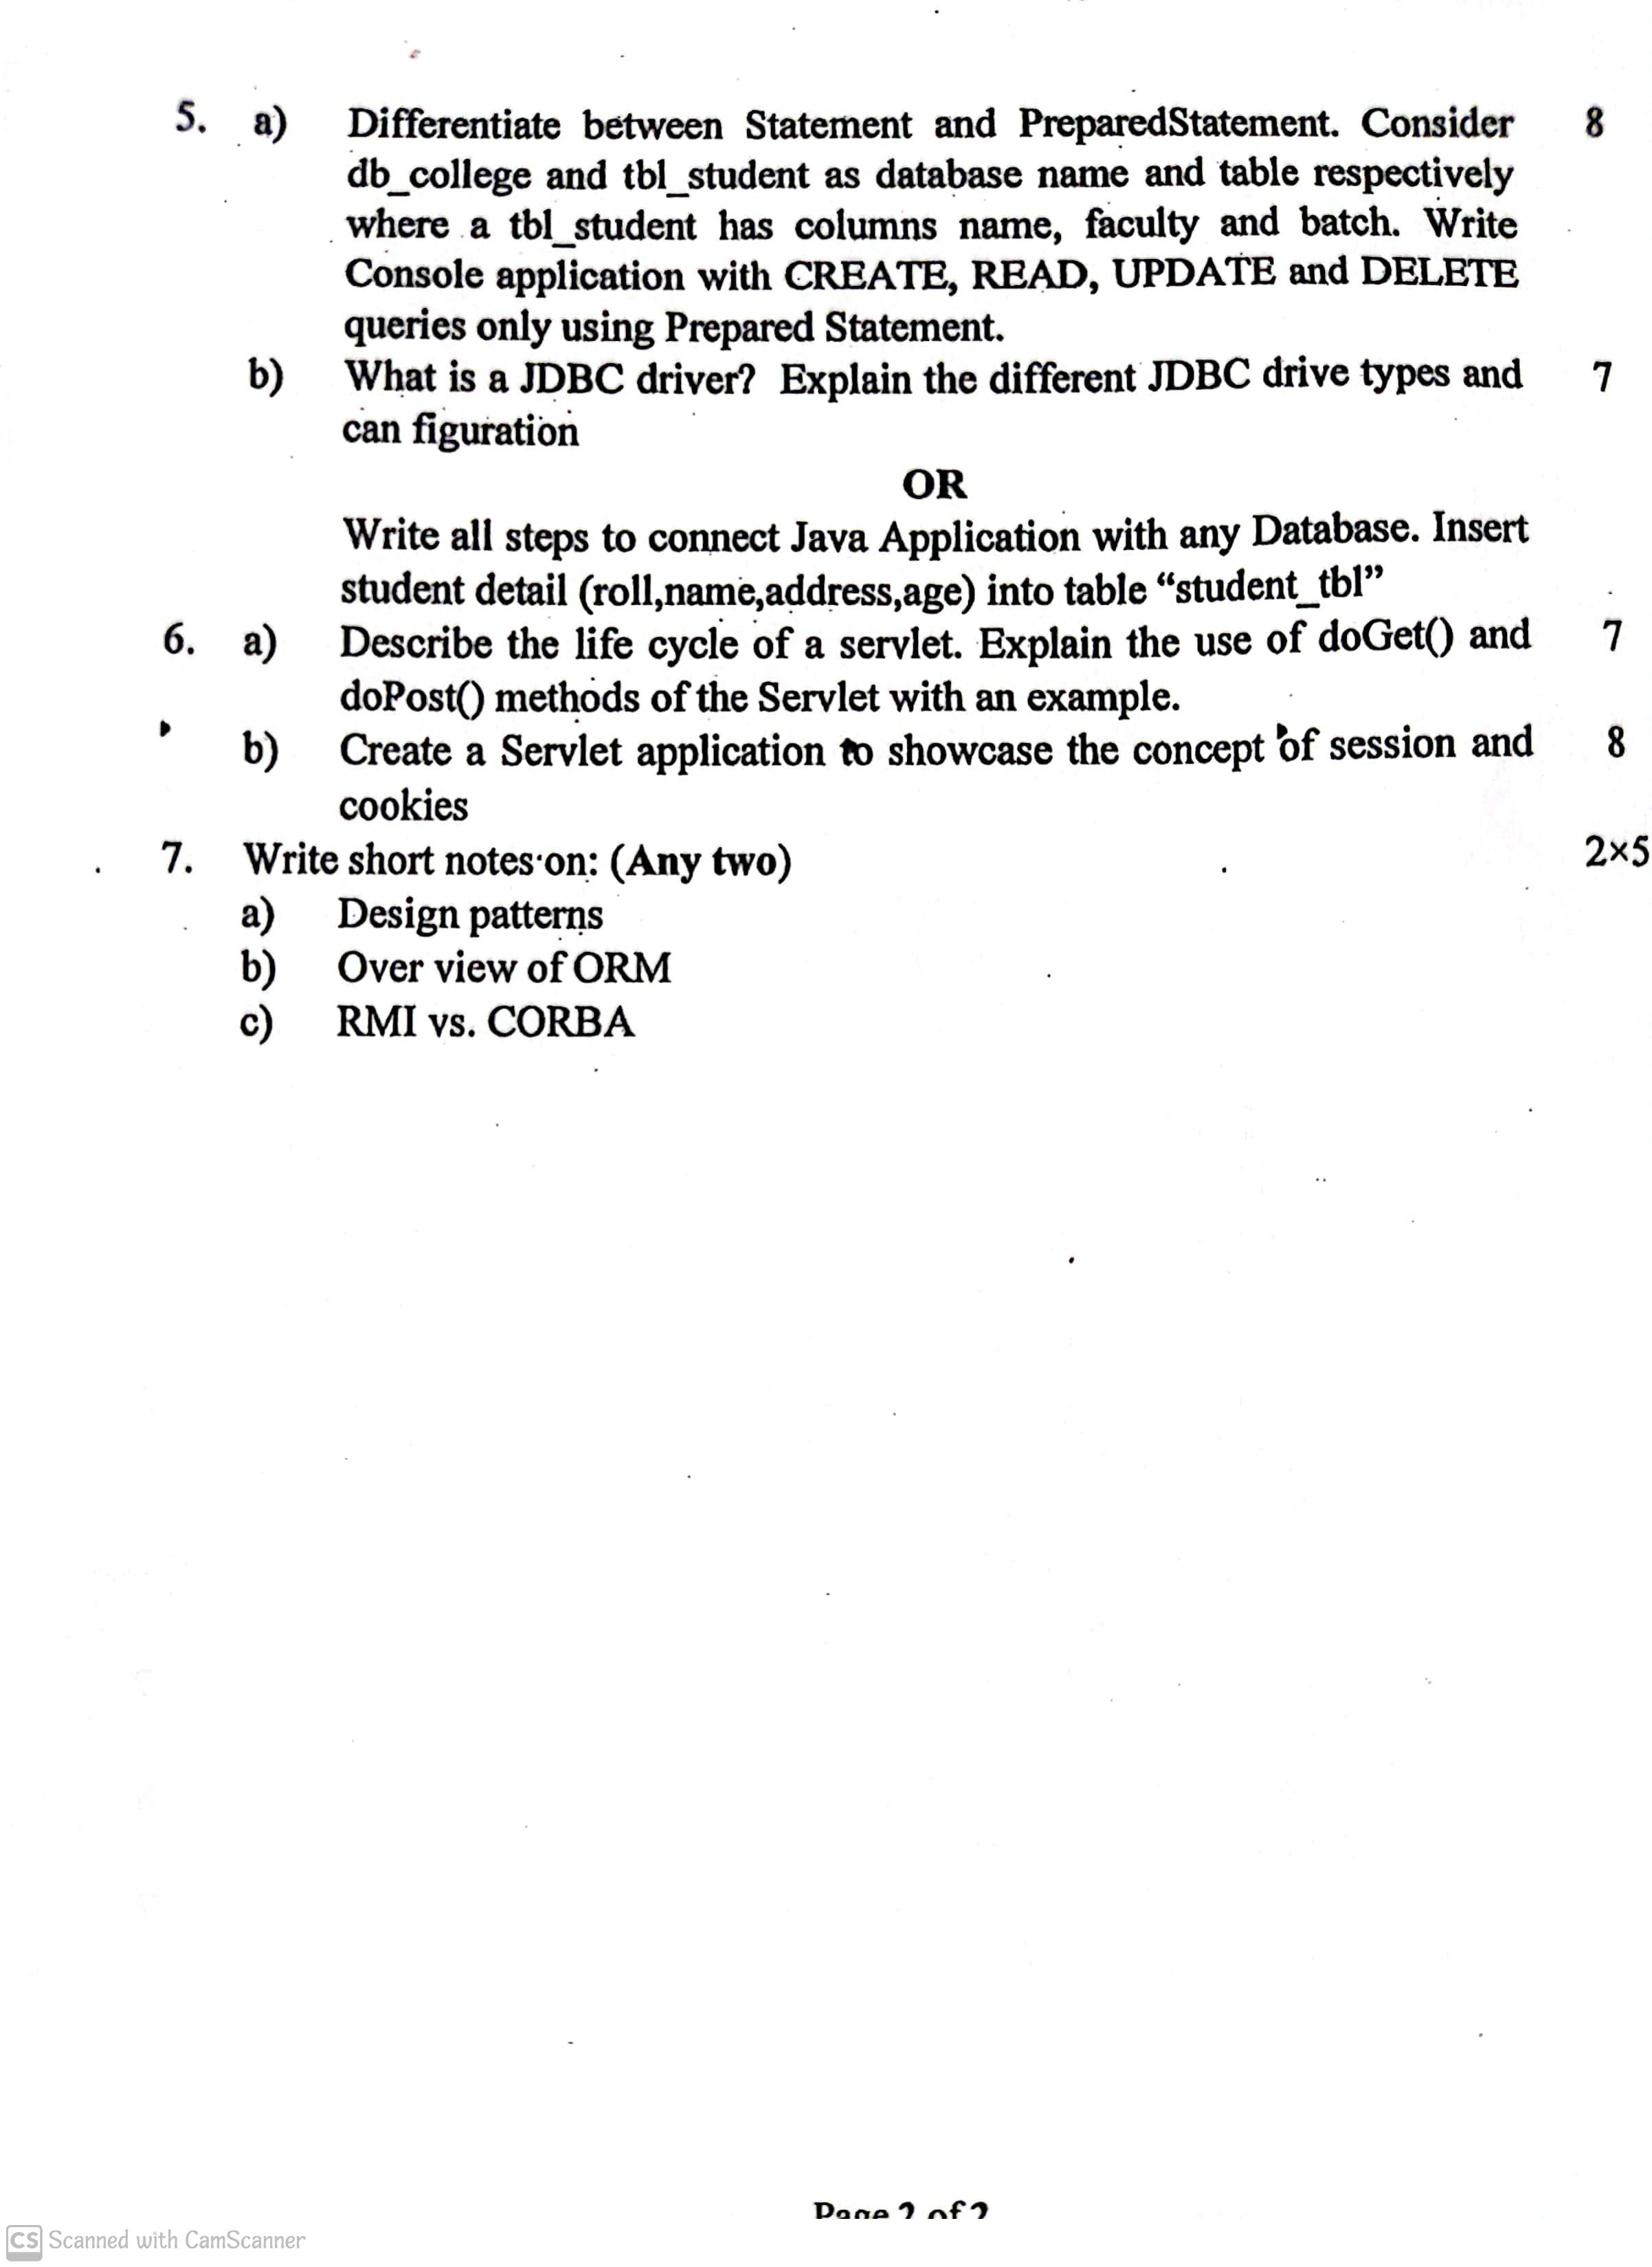 5. a) Differentiate between Statement and PreparedStatement. Consider 8
db_college and tbl_student as database name and table respectively
where a tbl_student has columns name, faculty and batch. Write
Console application with CREATE, READ, UPDATE and DELETE
queries only using Prepared Statement.
b) What is a JDBC driver? Explain the different JDBC drive types and 7
can figuration
OR
Write all steps to connect Java Application with any Database. Insert
student detail (roll,name,address,age) into table “student_tbl”
6. a) Describe the life cycle of a servlet. Explain the use of doGet() and 7
doPost() methods of the Servlet with an example.
b) Create a Servlet application to showcase the concept of session and 8
cookies
7. Write short notes on: (Any two) 2×5
a) Design patterns
b) Over view of ORM
c) RMI vs. CORBA
Page 2 of 2
CS Scanned with CamScanner